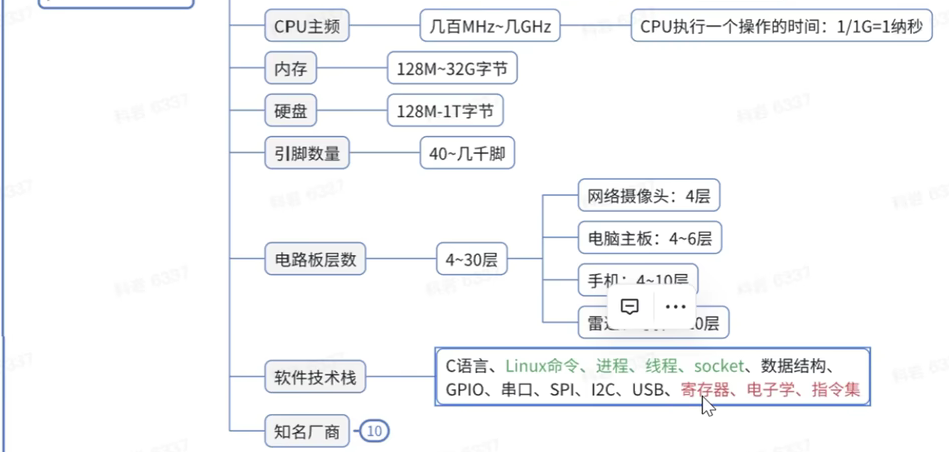 CPU主频
几百MHz~几GHz
CPU执行一个操作的时间：1/1G=1纳秒
内存
128M~32G字节
硬盘
128M-1T字节
引脚数量
40~几千脚
电路板层数
4~30层
网络摄像头：4层
电脑主板：4~6层
手机：4~10层
0层
软件技术栈
C语言、Linux命令、进程、线程、socket、数据结构、
GPIO、串口、SPI、I2C、USB、寄存器、电子学、指令集
知名厂商
10
科君 6337